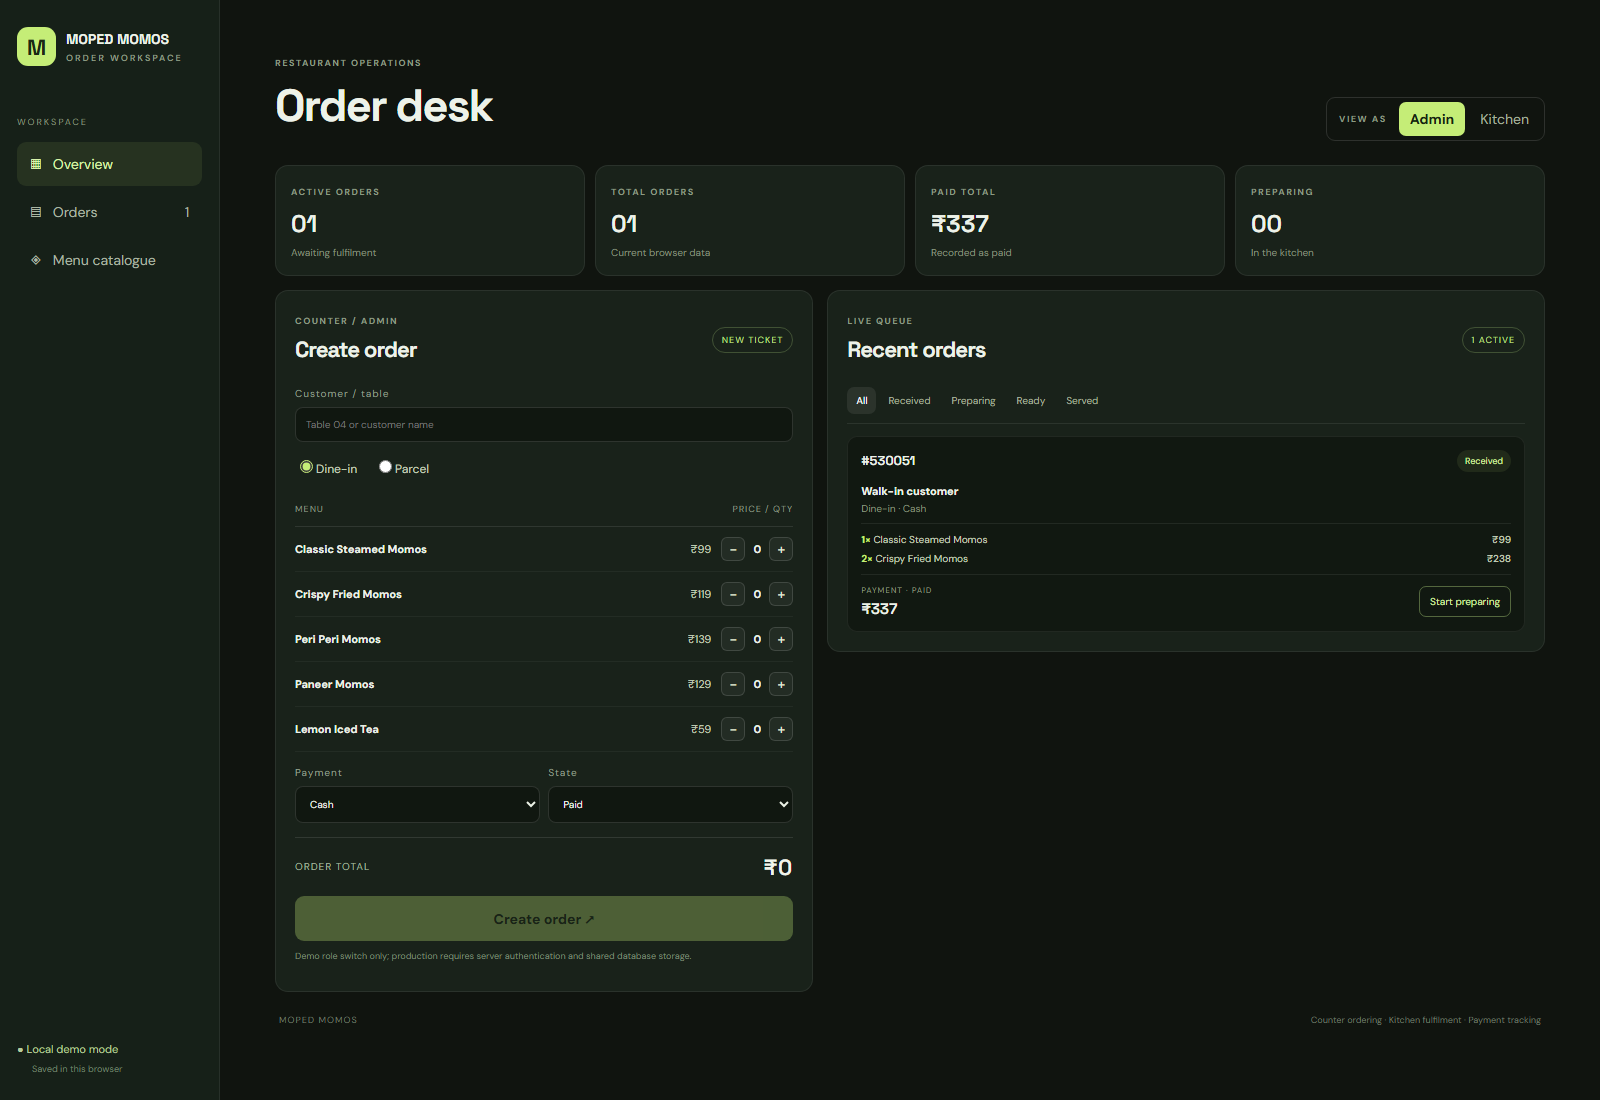 M
MOPED MOMOS
ORDER WORKSPACE
WORKSPACE
Overview
Orders 1
Menu catalogue
Local demo mode
Saved in this browser
RESTAURANT OPERATIONS
Order desk
VIEW AS Admin Kitchen
ACTIVE ORDERS
01
Awaiting fulfilment
TOTAL ORDERS
01
Current browser data
PAID TOTAL
₹337
Recorded as paid
PREPARING
00
In the kitchen
COUNTER / ADMIN
Create order
NEW TICKET
Customer / table
Table 04 or customer name
Dine-in Parcel
MENU PRICE / QTY
Classic Steamed Momos ₹99 − 0 +
Crispy Fried Momos ₹119 − 0 +
Peri Peri Momos ₹139 − 0 +
Paneer Momos ₹129 − 0 +
Lemon Iced Tea ₹59 − 0 +
Payment State
Cash Paid
ORDER TOTAL ₹0
Create order ↗
Demo role switch only; production requires server authentication and shared database storage.
LIVE QUEUE
Recent orders
1 ACTIVE
All Received Preparing Ready Served
#530051 Received
Walk-in customer
Dine-in · Cash
1× Classic Steamed Momos ₹99
2× Crispy Fried Momos ₹238
PAYMENT · PAID
₹337
Start preparing
MOPED MOMOS
Counter ordering · Kitchen fulfilment · Payment tracking